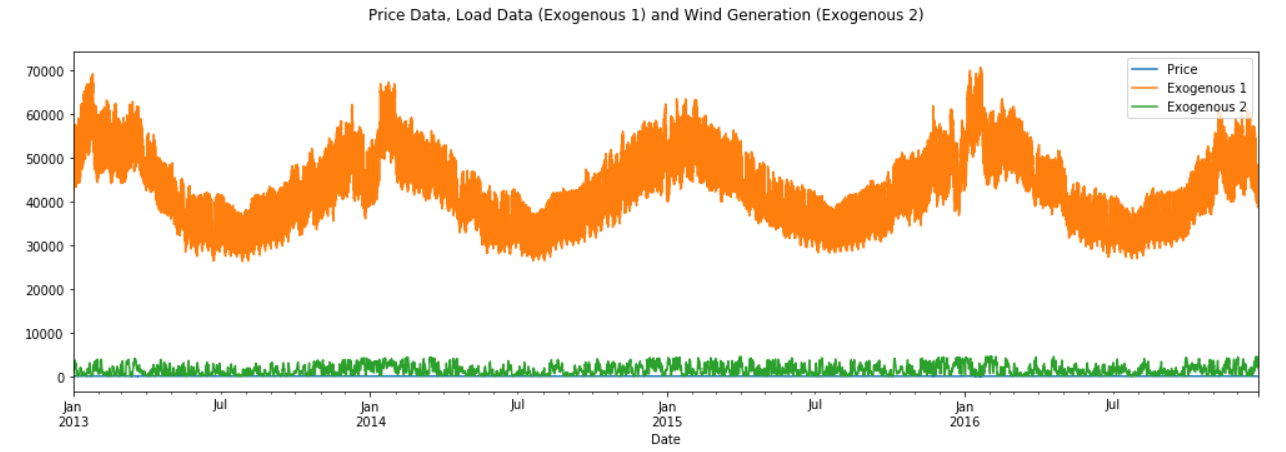 Price Data, Load Data (Exogenous 1) and Wind Generation (Exogenous 2)
Price
Exogenous 1
Exogenous 2
70000
60000
50000
40000
30000
20000
10000
0
Jan Jul Jan Jul Jan Jul Jan Jul
2013 2014 2015 2016
Date